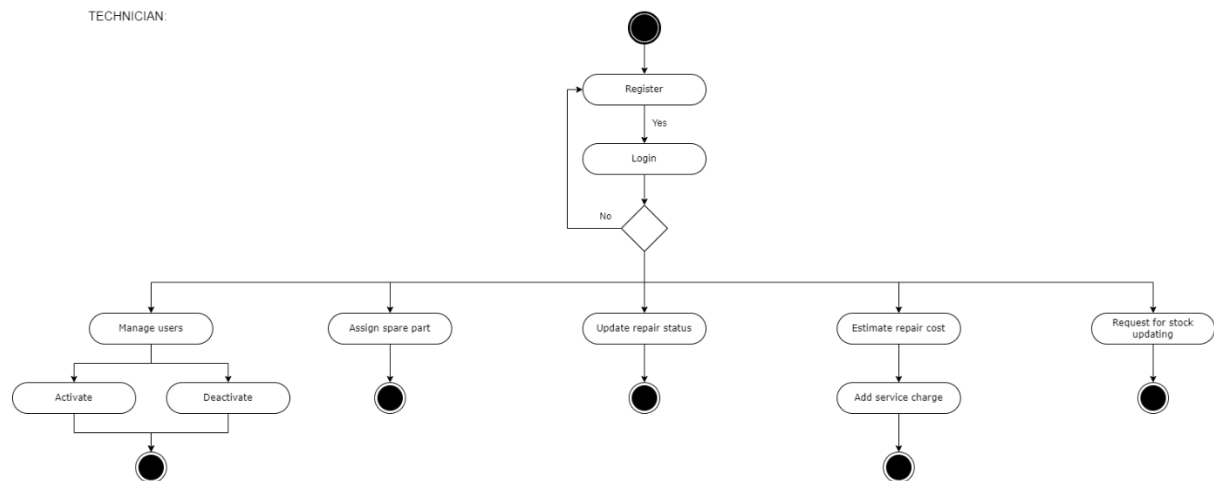 TECHNICIAN:
Register
Yes
Login
No
Manage users
Assign spare part
Update repair status
Estimate repair cost
Request for stock
updating
Activate
Deactivate
Add service charge